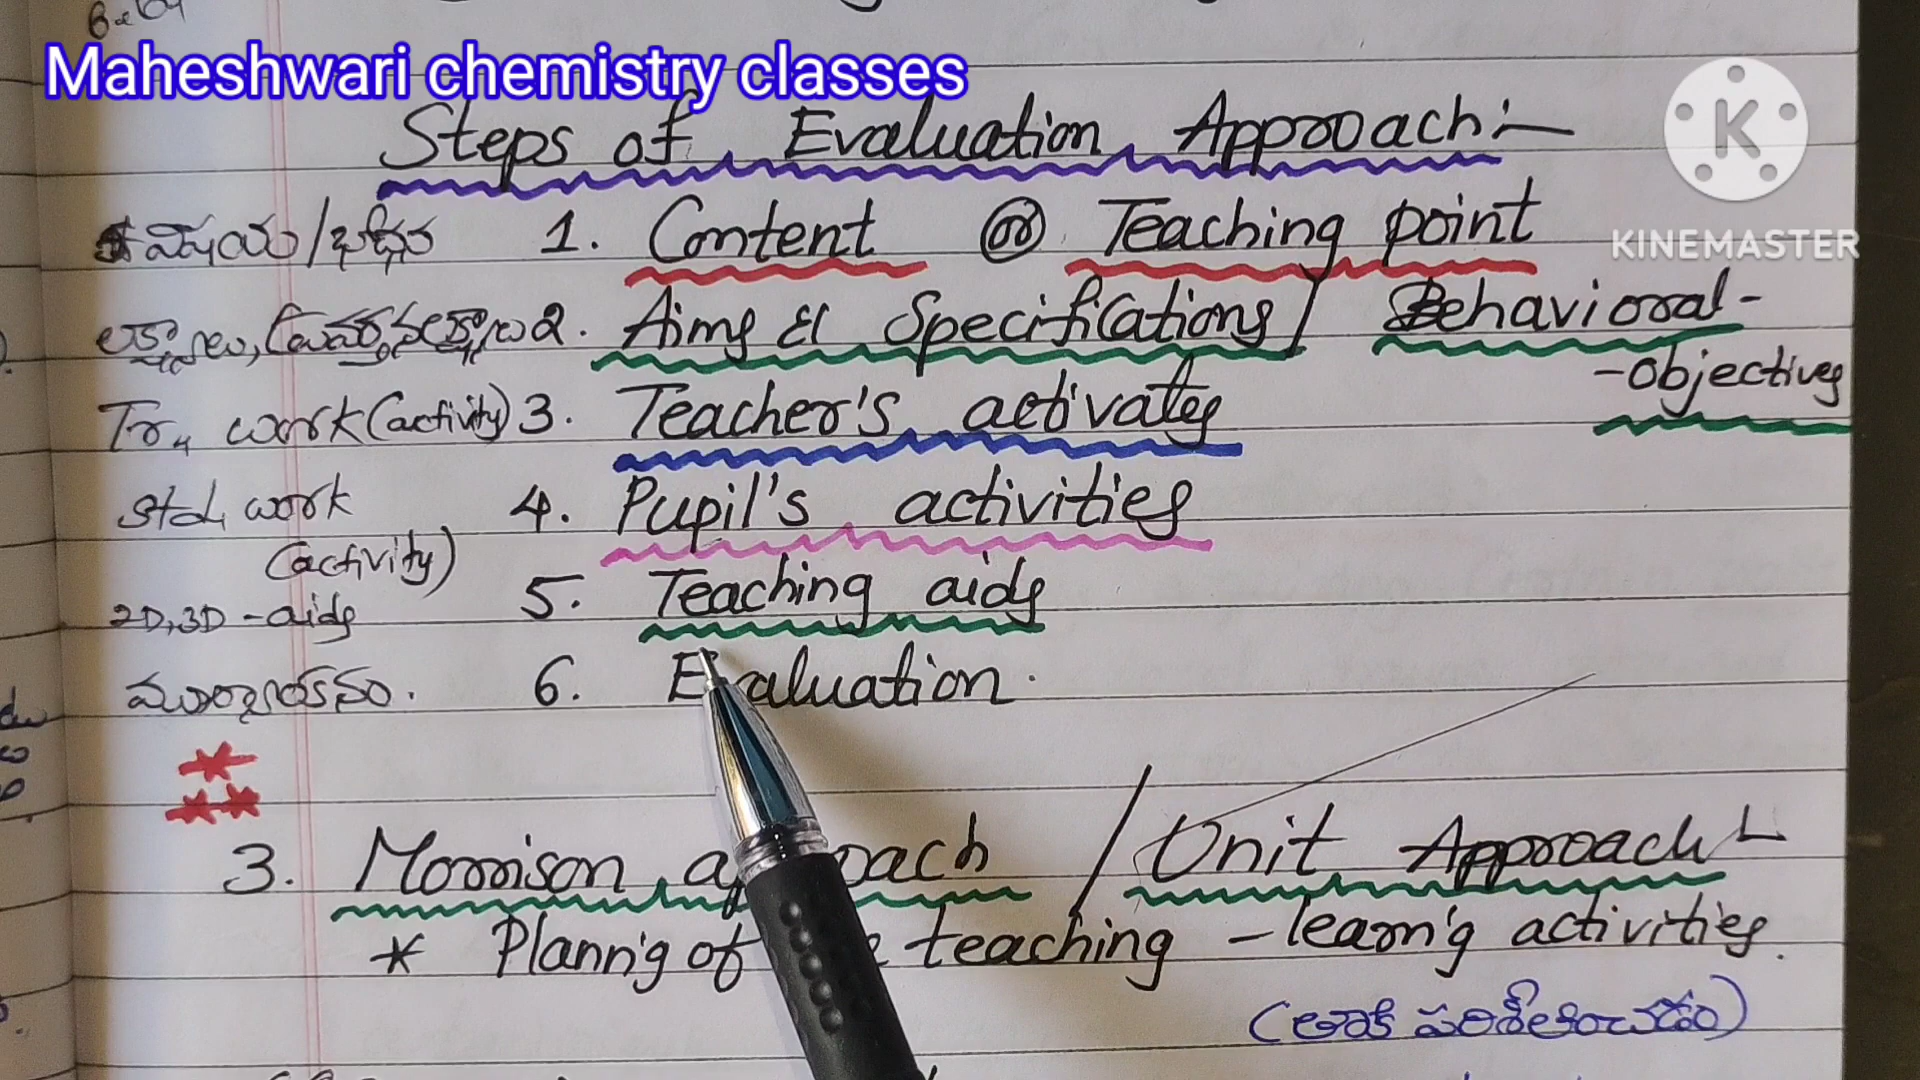 Maheshwari chemistry classes
KINEMASTER
Steps of Evaluation Approach:-
1. Content or Teaching point
2. Aims & Specifications / Behavioral-
-objectives
Tr, work (activity) 3. Teacher's activates
Std, work 4. Pupil's activities
(activity)
2D, 3D - aids 5. Teaching aids
6. Evaluation.
3. Morrison approach / Unit Approach
* Plann'g of teaching - learn'g activities.